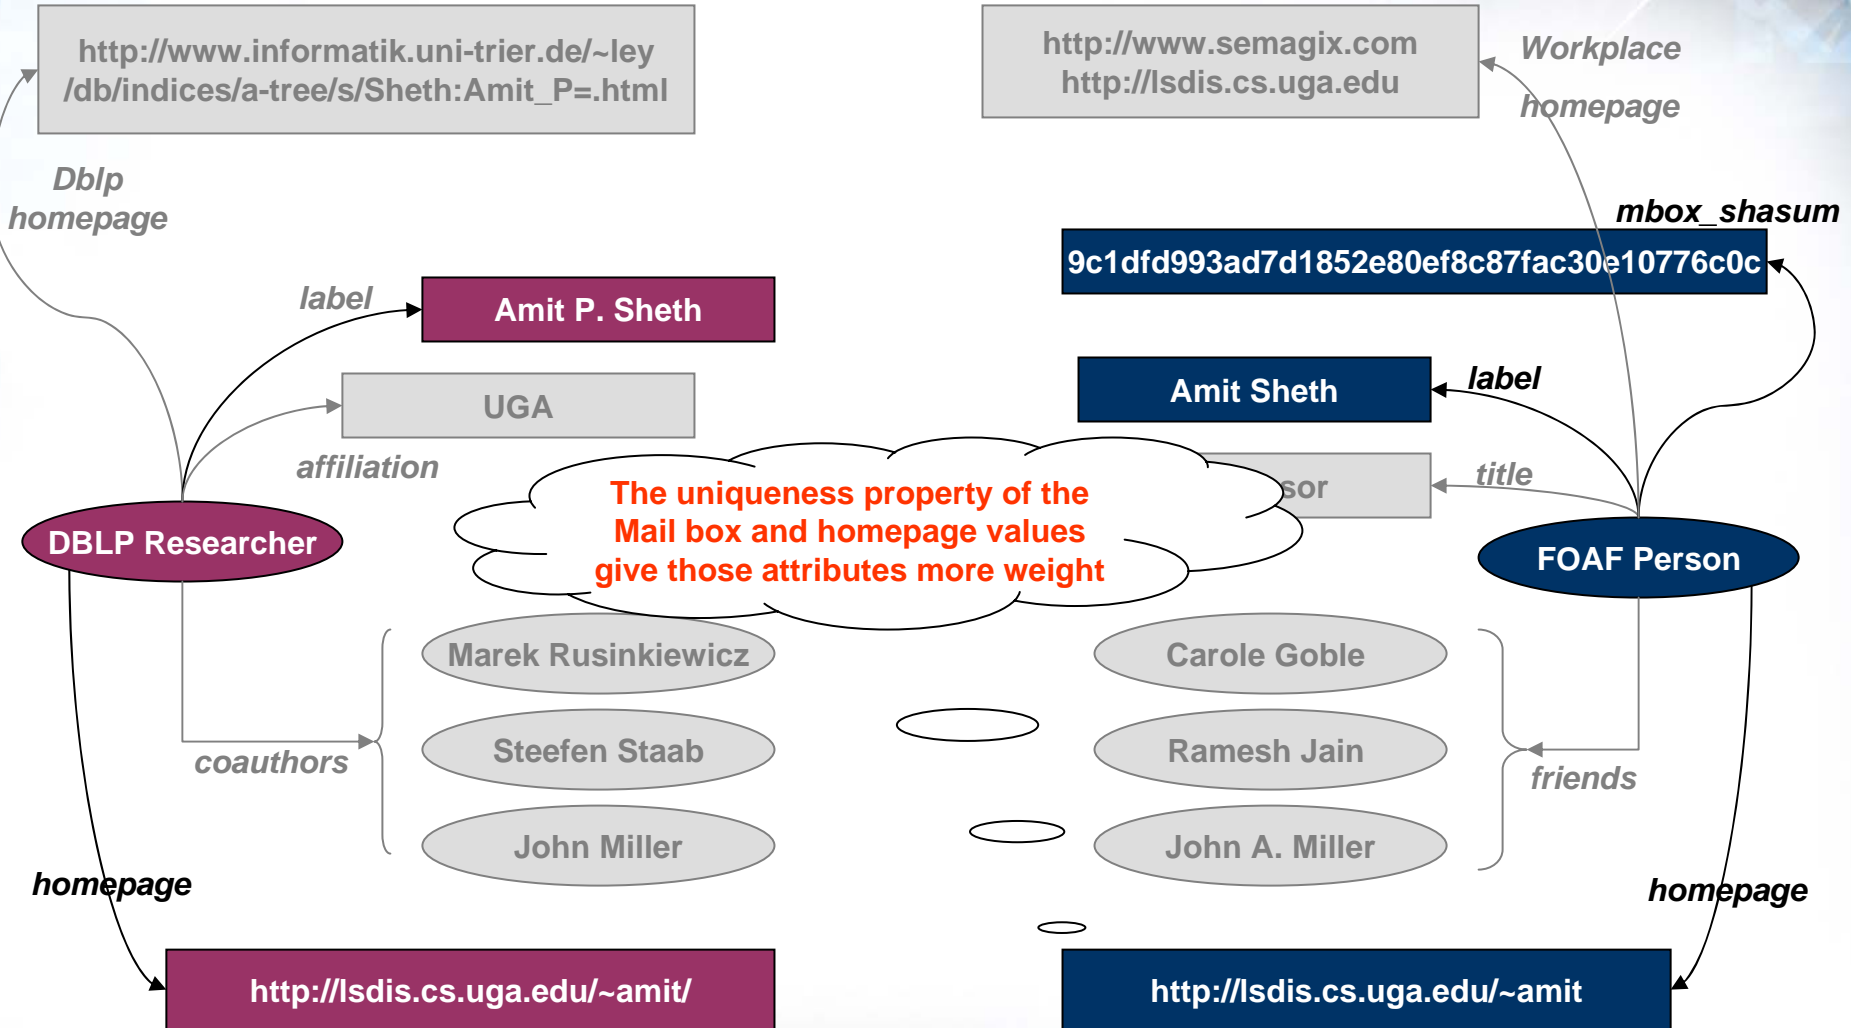 http://www.informatik.uni-trier.de/~ley
/db/indices/a-tree/s/Sheth:Amit_P=.html
http://www.semagix.com
http://lsdis.cs.uga.edu
Workplace
homepage
Dblp
homepage
mbox_shasum
9c1dfd993ad7d1852e80ef8c87fac30e10776c0c
label
Amit P. Sheth
Amit Sheth
label
UGA
affiliation
title
sor
The uniqueness property of the
Mail box and homepage values
give those attributes more weight
DBLP Researcher
FOAF Person
Marek Rusinkiewicz
Carole Goble
Steefen Staab
Ramesh Jain
coauthors
friends
John Miller
John A. Miller
homepage
homepage
http://lsdis.cs.uga.edu/~amit/
http://lsdis.cs.uga.edu/~amit